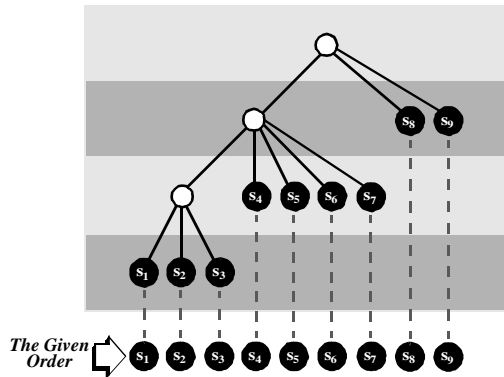 s8 s9
s4 s5 s6 s7
s1 s2 s3
The Given
Order
s1 s2 s3 s4 s5 s6 s7 s8 s9